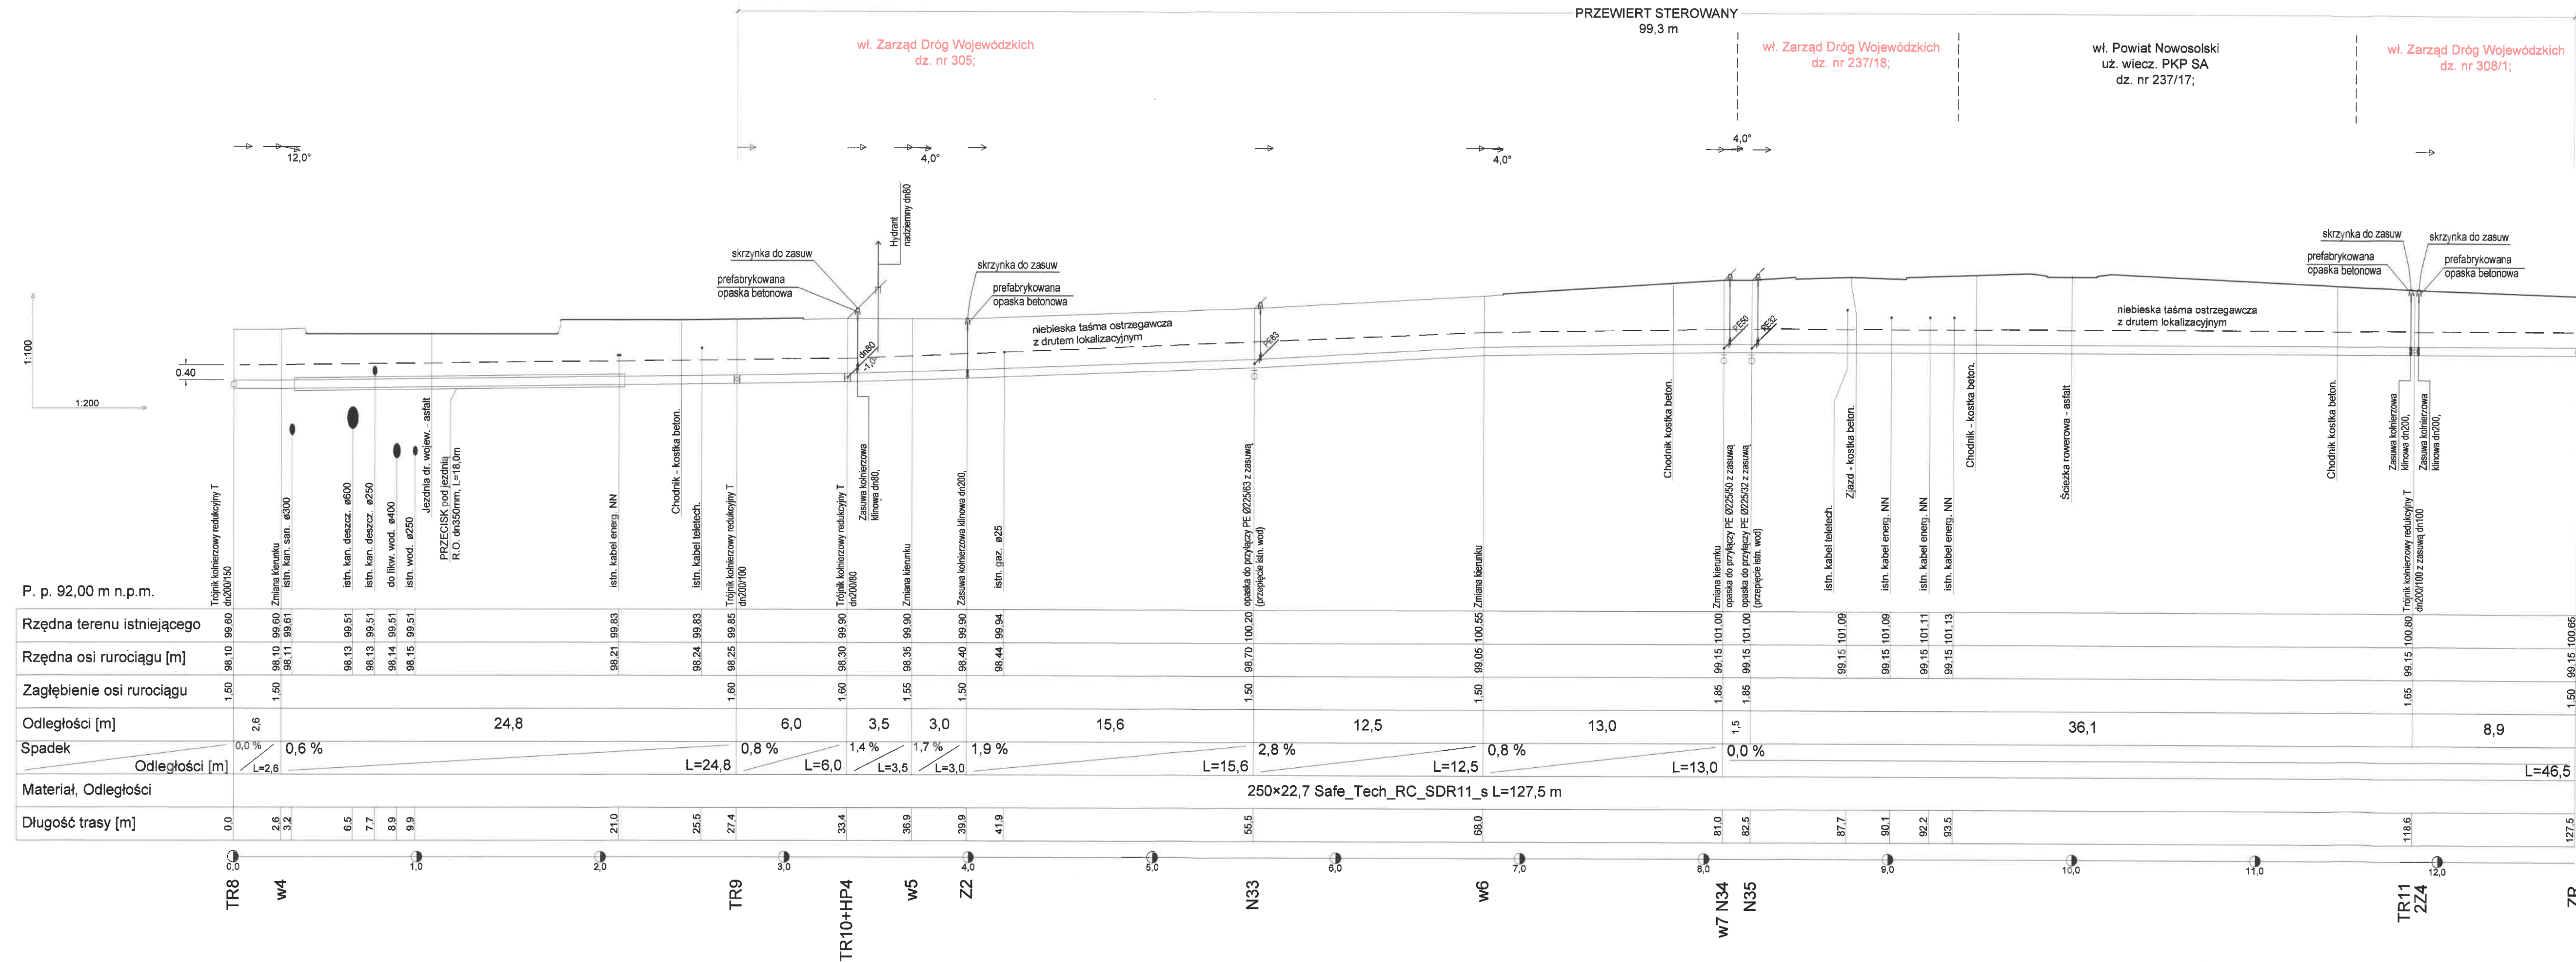 PRZEWIERT STEROWANY
99,3 m
wł. Zarząd Dróg Wojewódzkich
dz. nr 305;
wł. Zarząd Dróg Wojewódzkich
dz. nr 237/18;
wł. Powiat Nowosolski
uż. wiecz. PKP SA
dz. nr 237/17;
wł. Zarząd Dróg Wojewódzkich
dz. nr 308/1;
12,0°
4,0°
4,0°
4,0°
Hydrant
nadziemny dn80
skrzynka do zasuw
prefabrykowana
opaska betonowa
skrzynka do zasuw
prefabrykowana
opaska betonowa
skrzynka do zasuw
prefabrykowana
opaska betonowa
skrzynka do zasuw
prefabrykowana
opaska betonowa
niebieska taśma ostrzegawcza
z drutem lokalizacyjnym
niebieska taśma ostrzegawcza
z drutem lokalizacyjnym
dn80
-1,0-
PE63
PE50
PE32
1:100
1:200
0.40
Trójnik kołnierzowy redukcyjny T
dn200/150
Zmiana kierunku
istn. kan. san. ø300
istn. kan. deszcz. ø600
istn. kan. deszcz. ø250
do likw. wod. ø400
istn. wod. ø250
Jezdnia dr. wojew. - asfalt
PRZECISK pod jezdnią
R.O. dn350mm, L=18,0m
istn. kabel energ. NN
Chodnik - kostka beton.
istn. kabel teletech.
Trójnik kołnierzowy redukcyjny T
dn200/100
Trójnik kołnierzowy redukcyjny T
dn200/80
Zasuwa kołnierzowa
klinowa dn80,
Zmiana kierunku
Zasuwa kołnierzowa klinowa dn200,
istn. gaz. ø25
opaska do przyłączy PE Ø225/63 z zasuwą
(przepięcie istn. wod)
Zmiana kierunku
Chodnik kostka beton.
Zmiana kierunku
opaska do przyłączy PE Ø225/50 z zasuwą
opaska do przyłączy PE Ø225/32 z zasuwą
(przepięcie istn. wod)
istn. kabel teletech.
Zjazd - kostka beton.
istn. kabel energ. NN
istn. kabel energ. NN
istn. kabel energ. NN
Chodnik - kostka beton.
Ścieżka rowerowa - asfalt
Chodnik kostka beton.
Zasuwa kołnierzowa
klinowa dn200,
Zasuwa kołnierzowa
klinowa dn200,
Trójnik kołnierzowy redukcyjny T
dn200/100 z zasuwą dn100
P. p. 92,00 m n.p.m.
Rzędna terenu istniejącego 99,60 99,60 99,61 99,51 99,51 99,51 99,51 99,83 99,83 99,85 99,90 99,90 99,90 99,94 100,20 100,55 101,00 101,00 101,09 101,09 101,11 101,13 100,80 100,65
Rzędna osi rurociągu [m] 98,10 98,10 98,11 98,13 98,13 98,14 98,15 98,21 98,24 98,25 98,30 98,35 98,40 98,44 98,70 99,05 99,15 99,15 99,15 99,15 99,15 99,15 99,15 99,15
Zagłębienie osi rurociągu 1,50 1,50 1,60 1,60 1,55 1,50 1,50 1,50 1,85 1,85 1,65 1,50
Odległości [m] 2,6 24,8 6,0 3,5 3,0 15,6 12,5 13,0 1,5 36,1 8,9
Spadek 0,0 % 0,6 % 0,8 % 1,4 % 1,7 % 1,9 % 2,8 % 0,8 % 0,0 %
Odległości [m] L=2,6 L=24,8 L=6,0 L=3,5 L=3,0 L=15,6 L=12,5 L=13,0 L=46,5
Materiał, Odległości 250×22,7 Safe_Tech_RC_SDR11_s L=127,5 m
Długość trasy [m] 0,0 2,6 3,2 6,5 7,7 8,9 9,9 21,0 25,5 27,4 33,4 36,9 39,9 41,9 55,5 68,0 81,0 82,5 87,7 90,1 92,2 93,5 118,6 127,5
0,0 1,0 2,0 3,0 4,0 5,0 6,0 7,0 8,0 9,0 10,0 11,0 12,0
TR8
w4
TR9
TR10+HP4
w5
Z2
N33
w6
w7 N34
N35
TR11
2Z4